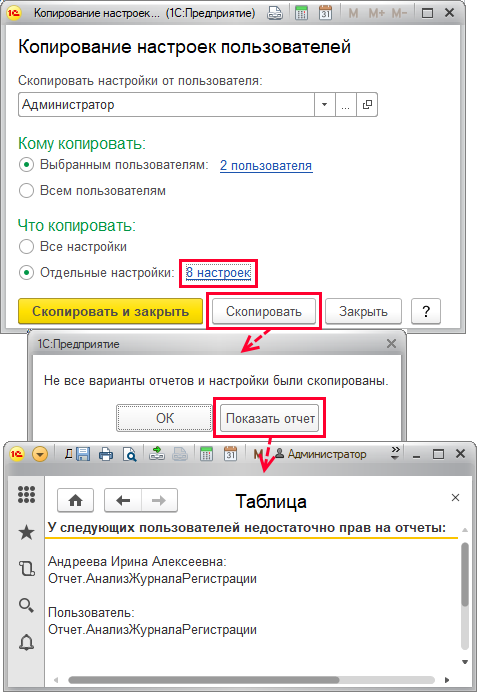 Копирование настроек... (1С:Предприятие)
31
M M+ M-
Копирование настроек пользователей
Скопировать настройки от пользователя:
Администратор
...
Кому копировать:
Выбранным пользователям: 2 пользователя
Всем пользователям
Что копировать:
Все настройки
Отдельные настройки: 8 настроек
Скопировать и закрыть
Скопировать
Закрыть
?
1С:Предприятие
Не все варианты отчетов и настройки были скопированы.
ОК
Показать отчет
31
M
Администратор
Таблица
У следующих пользователей недостаточно прав на отчеты:
Андреева Ирина Алексеевна:
Отчет.АнализЖурналаРегистрации
Пользователь:
Отчет.АнализЖурналаРегистрации